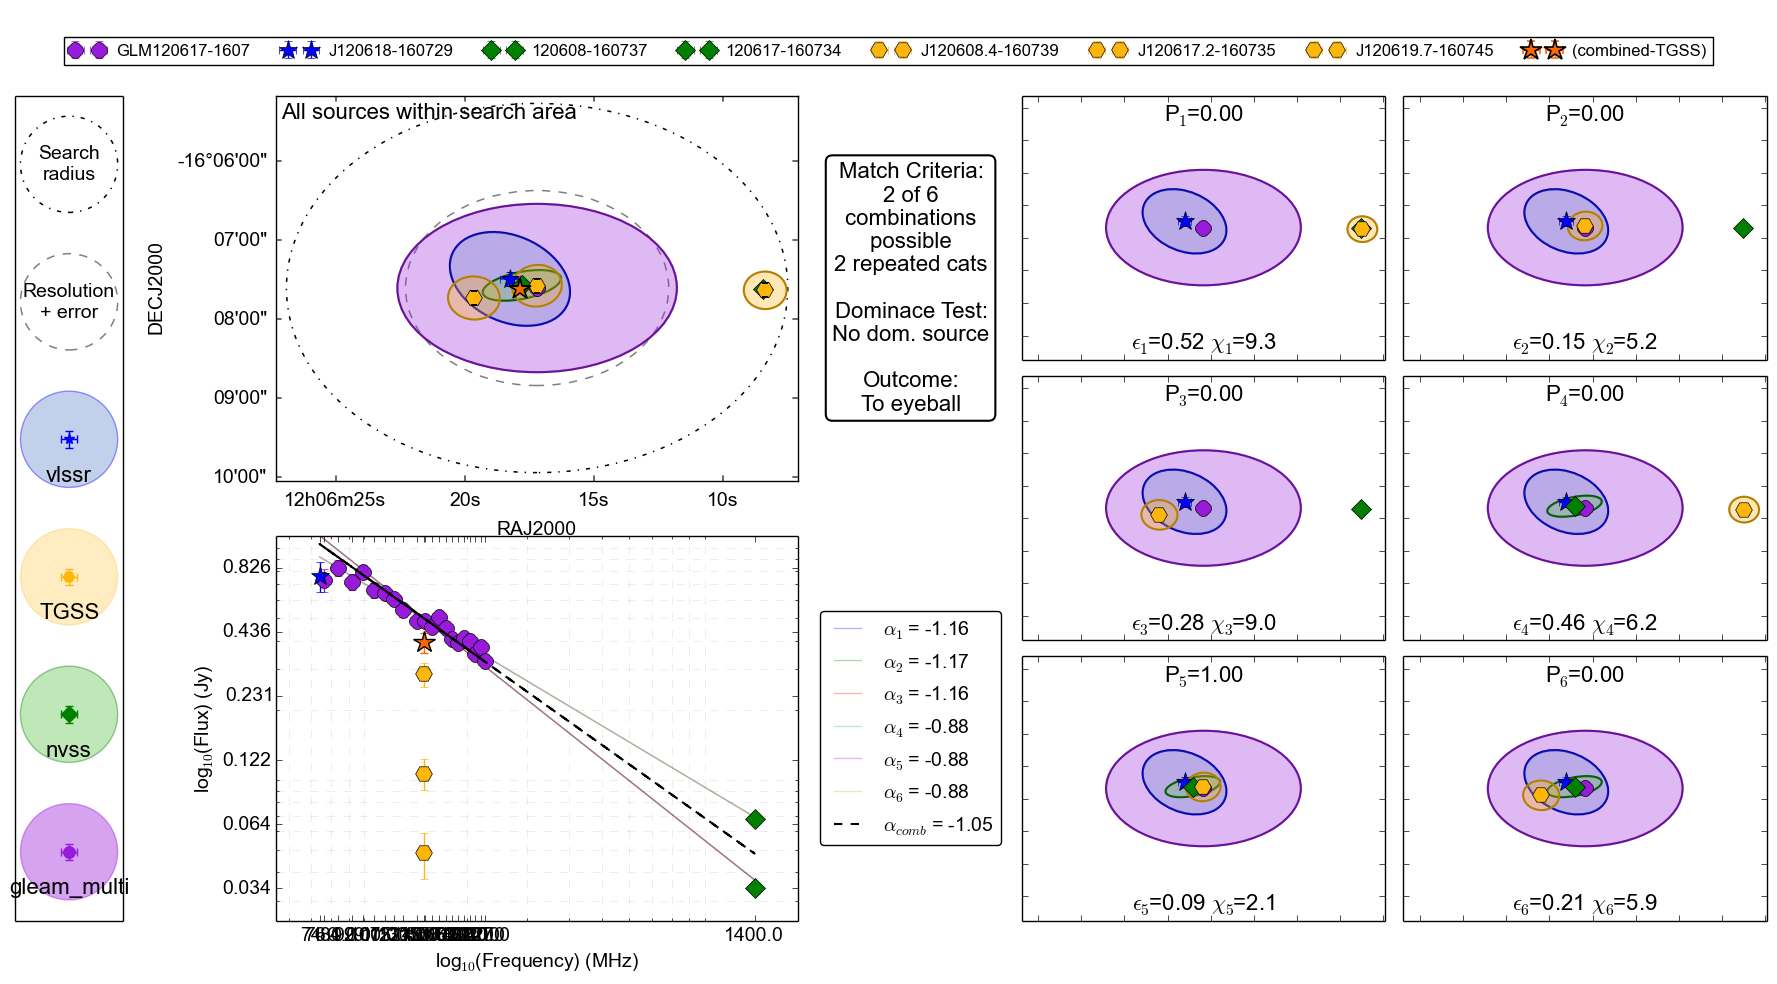 GLM120617-1607 J120618-160729 120608-160737 120617-160734 J120608.4-160739 J120617.2-160735 J120619.7-160745 (combined-TGSS)
Search
radius
Resolution
+ error
vlssr
TGSS
nvss
gleam_multi
All sources within search area
DECJ2000
-16°06'00"
07'00"
08'00"
09'00"
10'00"
12h06m25s 20s 15s 10s
RAJ2000
Match Criteria:
2 of 6
combinations
possible
2 repeated cats
Dominace Test:
No dom. source
Outcome:
To eyeball
log10(Flux) (Jy)
0.826
0.436
0.231
0.122
0.064
0.034
1400.0
log10(Frequency) (MHz)
α1 = -1.16
α2 = -1.17
α3 = -1.16
α4 = -0.88
α5 = -0.88
α6 = -0.88
αcomb = -1.05
P1=0.00
ϵ1=0.52 χ1=9.3
P2=0.00
ϵ2=0.15 χ2=5.2
P3=0.00
ϵ3=0.28 χ3=9.0
P4=0.00
ϵ4=0.46 χ4=6.2
P5=1.00
ϵ5=0.09 χ5=2.1
P6=0.00
ϵ6=0.21 χ6=5.9